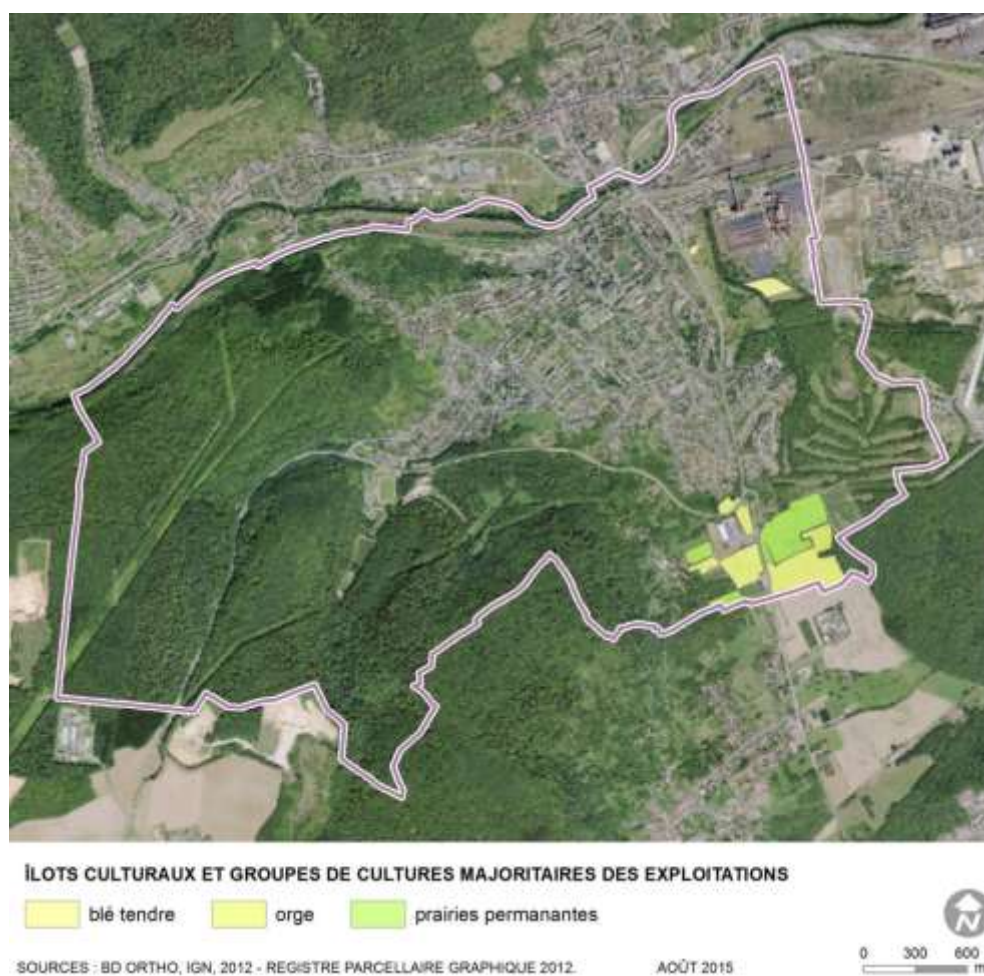 ÎLOTS CULTURAUX ET GROUPES DE CULTURES MAJORITAIRES DES EXPLOITATIONS
blé tendre orge prairies permanantes
N
0 300 600
m
SOURCES : BD ORTHO, IGN, 2012 - REGISTRE PARCELLAIRE GRAPHIQUE 2012. AOÛT 2015